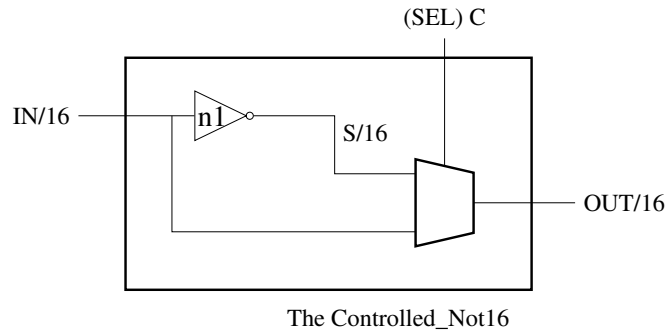 (SEL) C
IN/16
n1
S/16
OUT/16
The Controlled_Not16